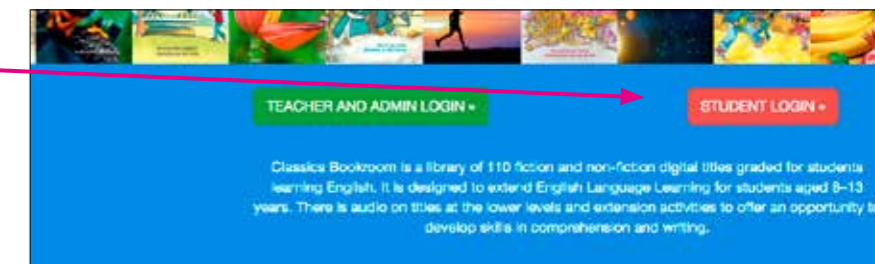 TEACHER AND ADMIN LOGIN »
STUDENT LOGIN »
Classics Bookroom is a library of 110 fiction and non-fiction digital titles graded for students
learning English. It is designed to extend English Language Learning for students aged 8–13
years. There is audio on titles at the lower levels and extension activities to offer an opportunity to
develop skills in comprehension and writing.